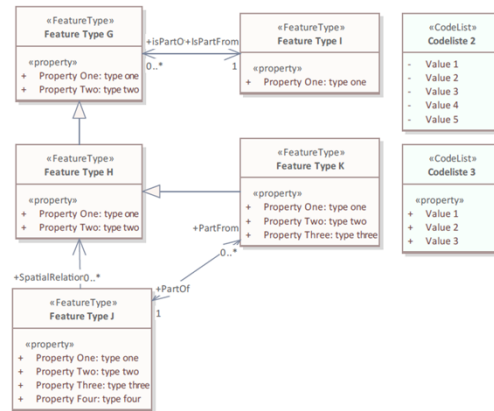 «FeatureType»
Feature Type G
«property»
+ Property One: type one
+ Property Two: type two
+isPartO
+IsPartFrom
0..*
1
«FeatureType»
Feature Type I
«property»
+ Property One: type one
«CodeList»
Codeliste 2
- Value 1
- Value 2
- Value 3
- Value 4
- Value 5
«FeatureType»
Feature Type H
«property»
+ Property One: type one
+ Property Two: type two
«FeatureType»
Feature Type K
«property»
+ Property One: type one
+ Property Two: type two
+ Property Three: type three
«CodeList»
Codeliste 3
«property»
+ Value 1
+ Value 2
+ Value 3
+PartFrom
0..*
+SpatialRelation
0..*
+PartOf
1
«FeatureType»
Feature Type J
«property»
+ Property One: type one
+ Property Two: type two
+ Property Three: type three
+ Property Four: type four